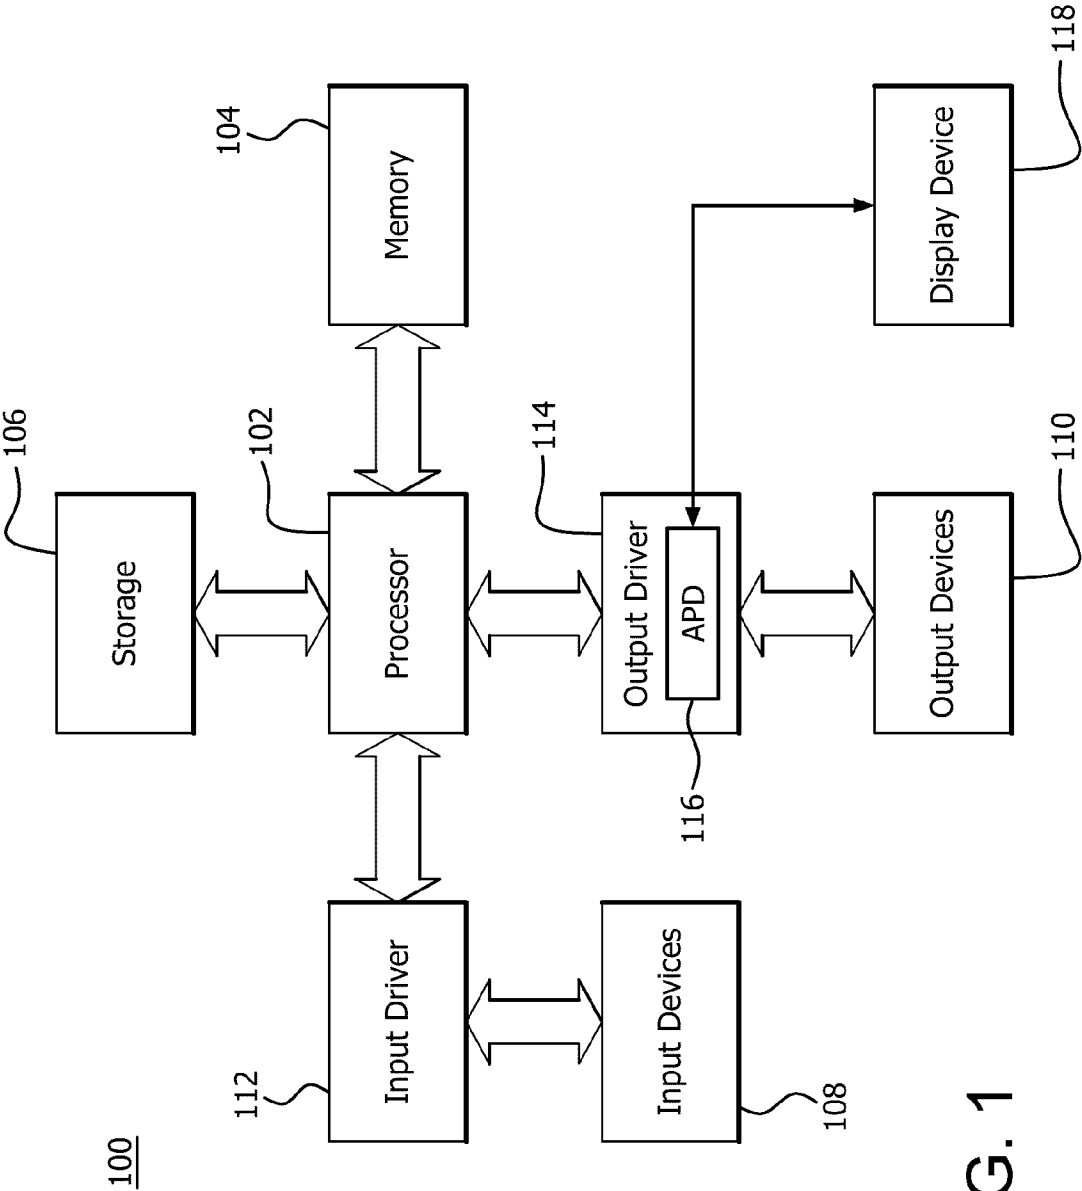 106
100
Storage
112
102
104
Input Driver
Processor
Memory
114
Output Driver
Input Devices
116
APD
108
Output Devices
Display Device
G. 1
110
118